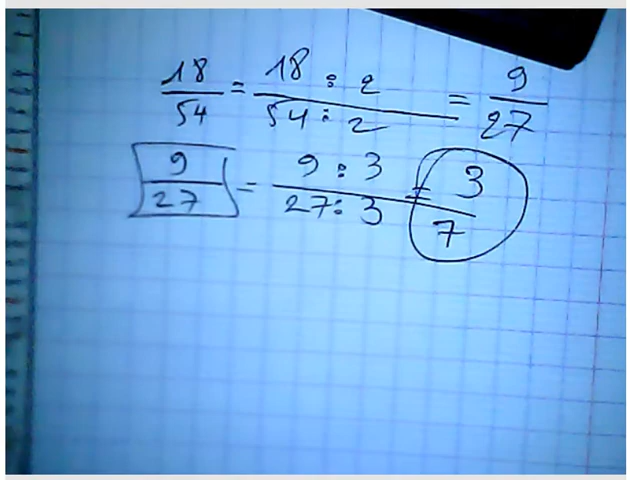 18/54 = 18 : 2/54 : 2 = 9/27
9/27 = 9 : 3/27 : 3 = 3/7